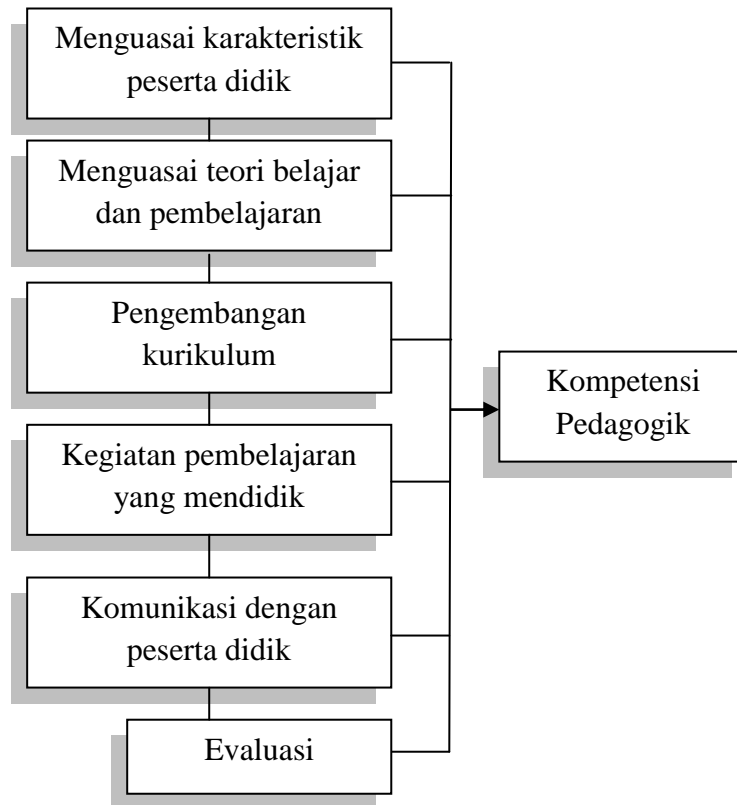 Menguasai karakteristik
peserta didik
Menguasai teori belajar
dan pembelajaran
Pengembangan
kurikulum
Kegiatan pembelajaran
yang mendidik
Komunikasi dengan
peserta didik
Evaluasi
Kompetensi
Pedagogik